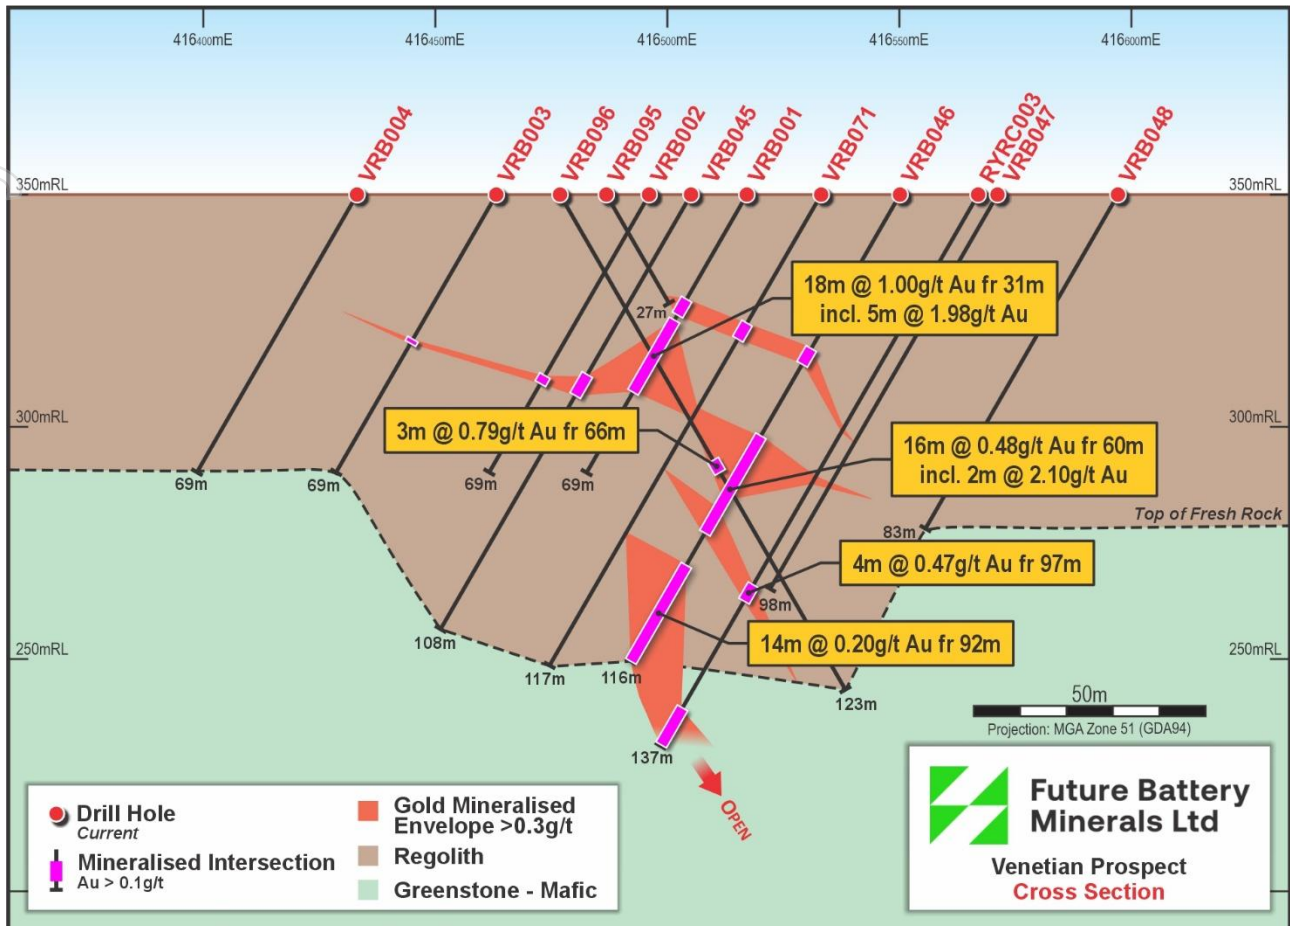 416400mE
416450mE
416500mE
416550mE
416600mE
VRB004
VRB003
VRB096
VRB095
VRB002
VRB045
VRB001
VRB071
VRB046
RYRC003
VRB047
VRB048
350mRL
350mRL
18m @ 1.00g/t Au fr 31m
incl. 5m @ 1.98g/t Au
27m
300mRL
300mRL
3m @ 0.79g/t Au fr 66m
16m @ 0.48g/t Au fr 60m
incl. 2m @ 2.10g/t Au
69m
69m
69m
69m
83m
Top of Fresh Rock
4m @ 0.47g/t Au fr 97m
98m
108m
14m @ 0.20g/t Au fr 92m
250mRL
250mRL
117m
116m
123m
137m
OPEN
50m
Projection: MGA Zone 51 (GDA94)
Drill Hole
Current
Mineralised Intersection
Au > 0.1g/t
Gold Mineralised
Envelope >0.3g/t
Regolith
Greenstone - Mafic
Future Battery
Minerals Ltd
Venetian Prospect
Cross Section